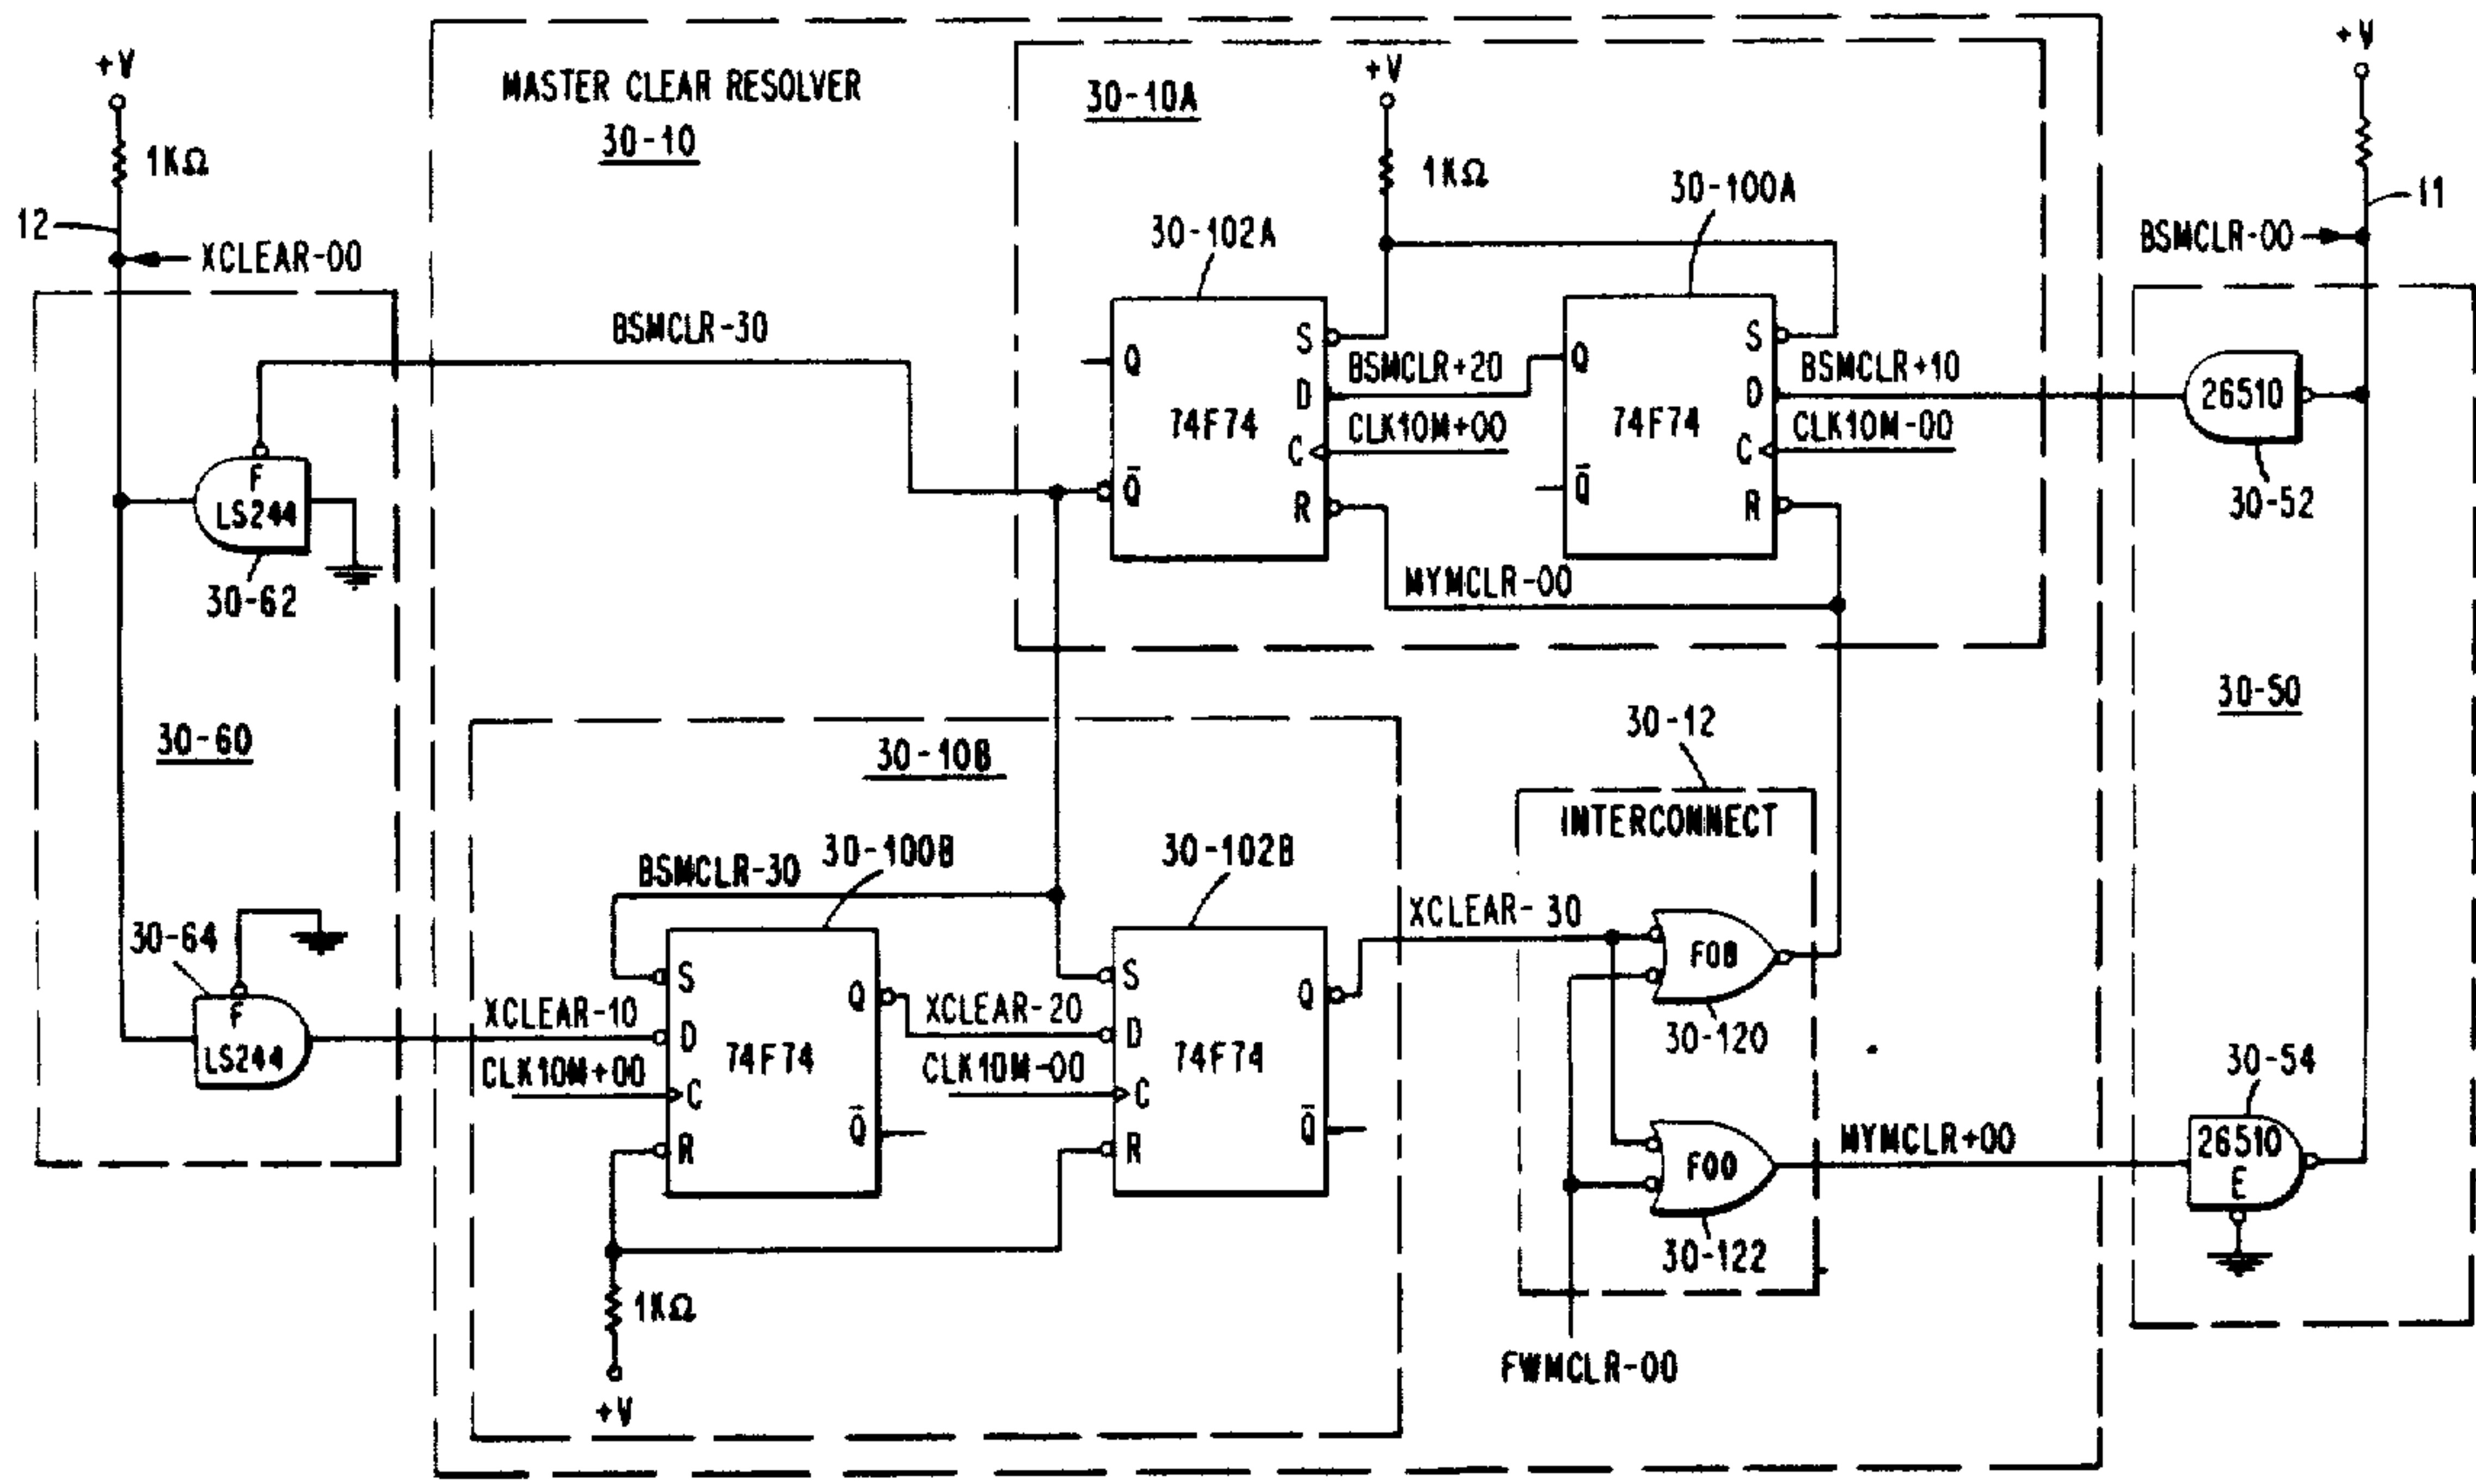 +V
1KΩ
12
XCLEAR-00
MASTER CLEAR RESOLVER
30-10
30-10A
+V
1KΩ
30-102A
30-100A
+V
11
BSMCLR-00
BSMCLR-30
Q
S
D
C
R
Q̄
74F74
BSMCLR+20
CLK10M+00
Q
S
D
C
R
Q̄
74F74
BSMCLR+10
CLK10M-00
26S10
30-52
F
LS244
30-62
MYMCLR-00
30-60
30-50
30-10B
30-12
INTERCONNECT
BSMCLR-30
30-100B
30-102B
XCLEAR-30
30-64
F
LS244
XCLEAR-10
CLK10M+00
S
D
C
R
Q
Q̄
74F74
XCLEAR-20
CLK10M-00
S
D
C
R
Q
Q̄
74F74
F08
30-120
F00
30-122
MYMCLR+00
30-54
26S10
E
1KΩ
+V
FWMCLR-00